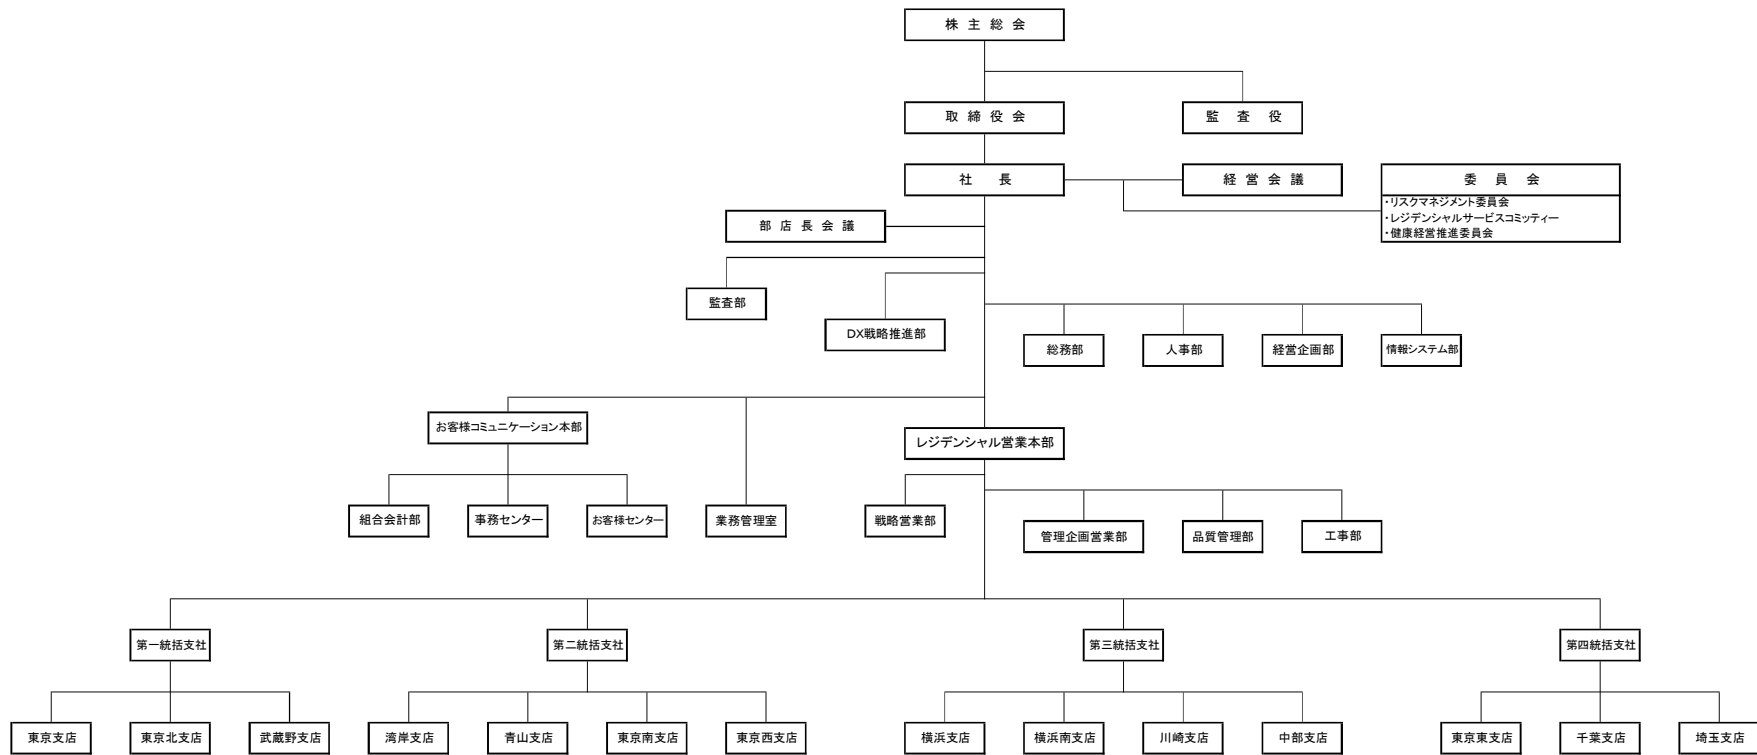 株主総会
取締役会
監査役
社長
経営会議
委員会
・リスクマネジメント委員会
・レジデンシャルサービスコミッティー
・健康経営推進委員会
部店長会議
監査部
DX戦略推進部
総務部
人事部
経営企画部
情報システム部
お客様コミュニケーション本部
レジデンシャル営業本部
組合会計部
事務センター
お客様センター
業務管理室
戦略営業部
管理企画営業部
品質管理部
工事部
第一統括支社
第二統括支社
第三統括支社
第四統括支社
東京支店
東京北支店
武蔵野支店
湾岸支店
青山支店
東京南支店
東京西支店
横浜支店
横浜南支店
川崎支店
中部支店
東京東支店
千葉支店
埼玉支店